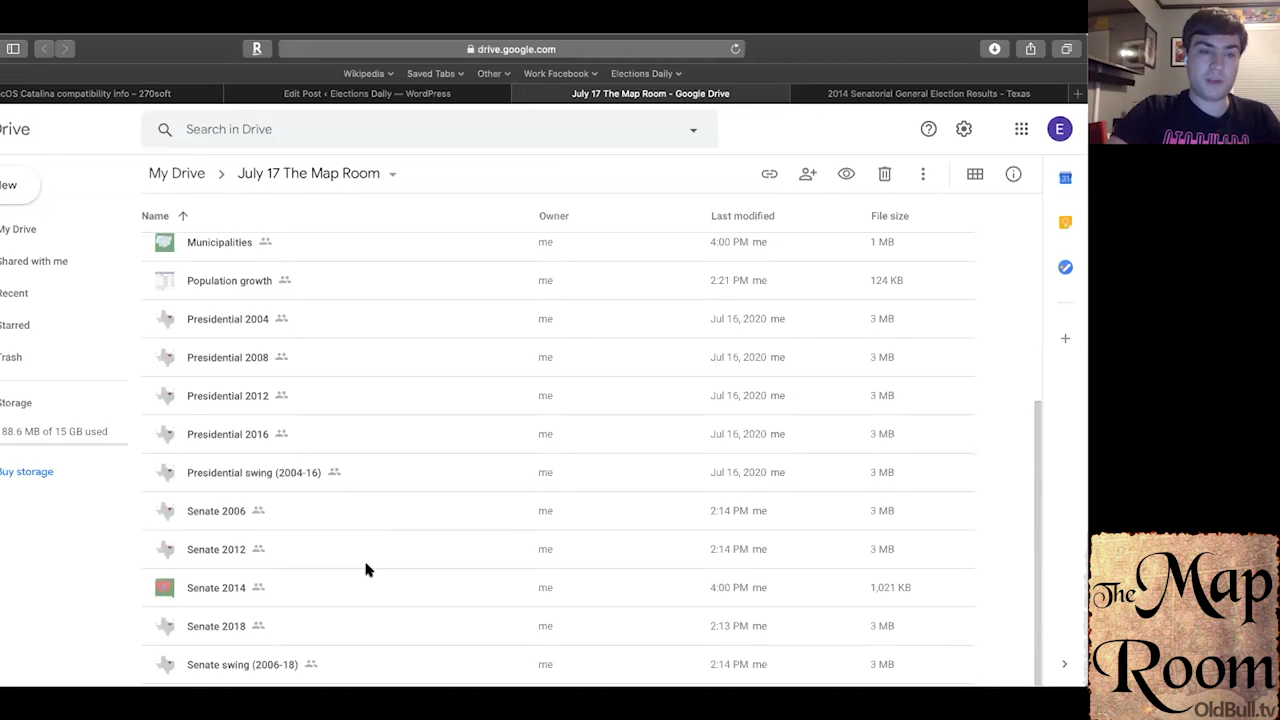 drive.google.com
Wikipedia Saved Tabs Other Work Facebook Elections Daily
cOS Catalina compatibility info – 270soft Edit Post ‹ Elections Daily — WordPress July 17 The Map Room - Google Drive 2014 Senatorial General Election Results - Texas
Drive Search in Drive E
My Drive July 17 The Map Room
ew
My Drive
Shared with me
Recent
Starred
Trash
Storage
88.6 MB of 15 GB used
Buy storage
Name Owner Last modified File size
Municipalities me 4:00 PM me 1 MB
Population growth me 2:21 PM me 124 KB
Presidential 2004 me Jul 16, 2020 me 3 MB
Presidential 2008 me Jul 16, 2020 me 3 MB
Presidential 2012 me Jul 16, 2020 me 3 MB
Presidential 2016 me Jul 16, 2020 me 3 MB
Presidential swing (2004-16) me Jul 16, 2020 me 3 MB
Senate 2006 me 2:14 PM me 3 MB
Senate 2012 me 2:14 PM me 3 MB
Senate 2014 me 4:00 PM me 1,021 KB
Senate 2018 me 2:13 PM me 3 MB
Senate swing (2006-18) me 2:14 PM me 3 MB
The Map
Room
OldBull.tv